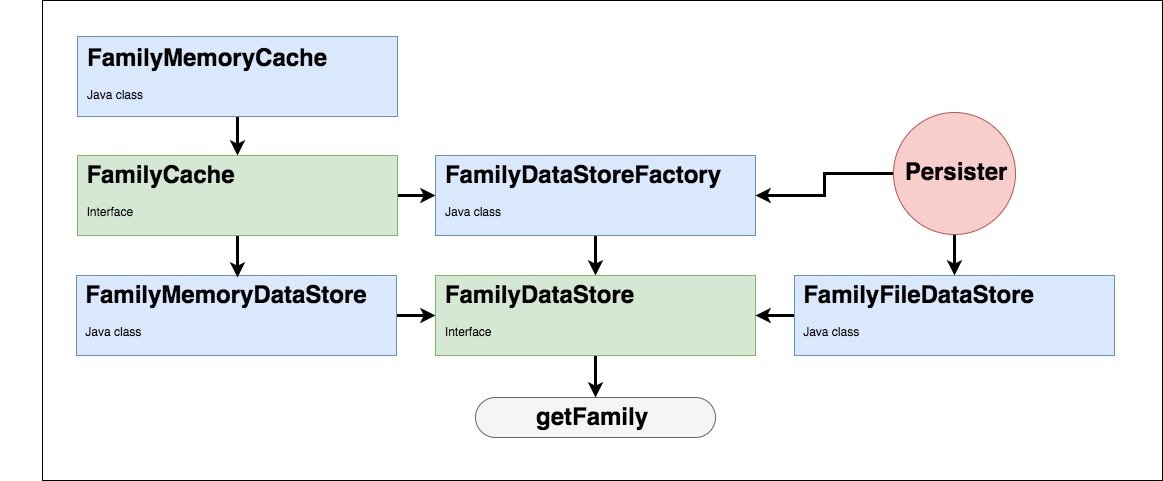 FamilyMemoryCache
Java class
FamilyCache
Interface
FamilyDataStoreFactory
Java class
Persister
FamilyMemoryDataStore
Java class
FamilyDataStore
Interface
FamilyFileDataStore
Java class
getFamily